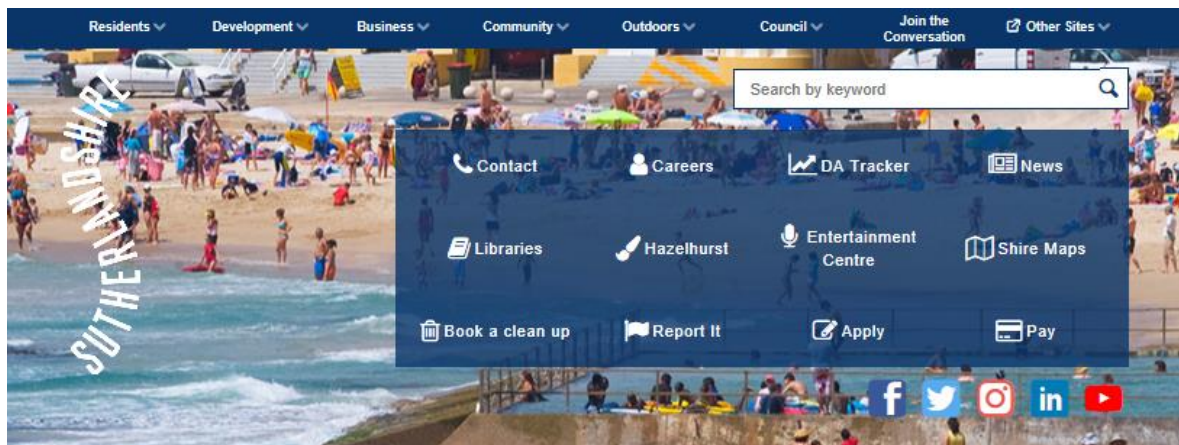 Residents
Development
Business
Community
Outdoors
Council
Join the
Conversation
Other Sites
Search by keyword
SUTHERLANDSHIRE
Contact
Careers
DA Tracker
News
Libraries
Hazelhurst
Entertainment
Centre
Shire Maps
Book a clean up
Report It
Apply
Pay
f
in